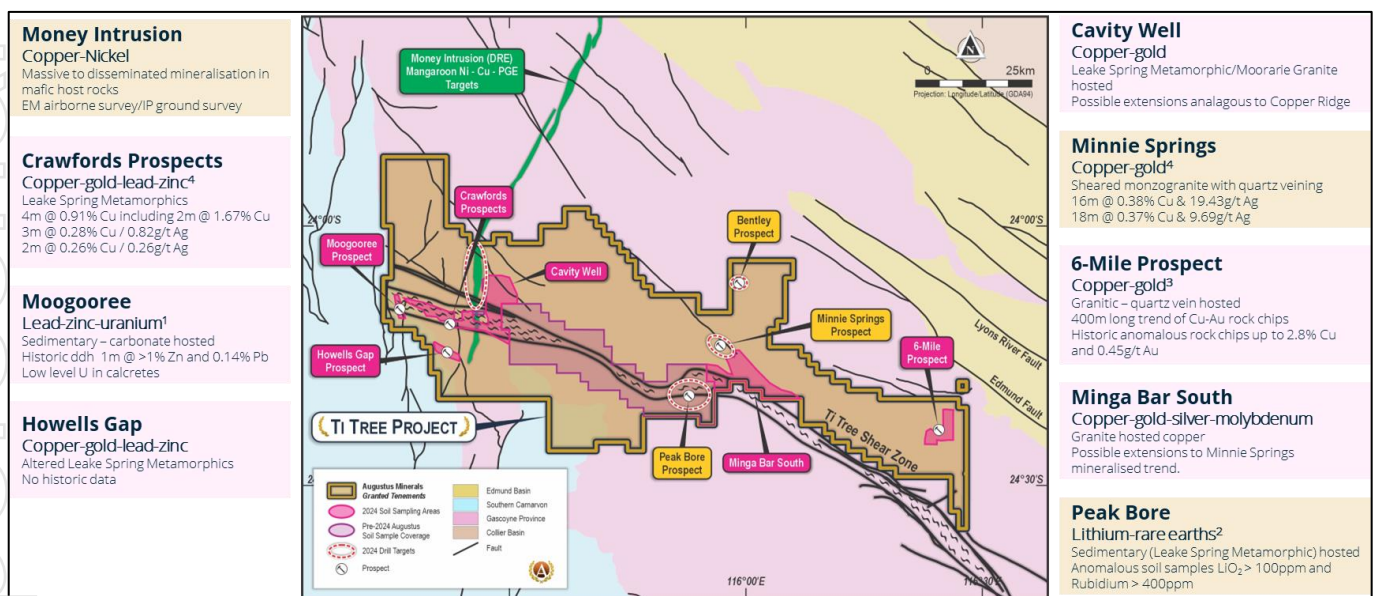 Money Intrusion
Copper-Nickel
Massive to disseminated mineralisation in
mafic host rocks
EM airborne survey/IP ground survey
Crawfords Prospects
Copper-gold-lead-zinc⁴
Leake Spring Metamorphics
4m @ 0.91% Cu including 2m @ 1.67% Cu
3m @ 0.28% Cu / 0.82g/t Ag
2m @ 0.26% Cu / 0.26g/t Ag
Moogooree
Lead-zinc-uranium¹
Sedimentary – carbonate hosted
Historic ddh 1m @ >1% Zn and 0.14% Pb
Low level U in calcretes
Howells Gap
Copper-gold-lead-zinc
Altered Leake Spring Metamorphics
No historic data
Money Intrusion (DRE)
Mangaroon Ni - Cu - PGE
Targets
N
0 25km
Projection: Longitude/Latitude (GDA94)
24°00'S
24°00'S
Crawfords
Prospects
Moogooree
Prospect
Cavity Well
Bentley
Prospect
Minnie Springs
Prospect
6-Mile
Prospect
Howells Gap
Prospect
Lyons River Fault
Edmund Fault
Ti Tree Shear Zone
TI TREE PROJECT
Peak Bore
Prospect
Minga Bar South
24°30'S
116°00'E
116°30'E
Augustus Minerals
Granted Tenements
2024 Soil Sampling Areas
Pre-2024 Augustus
Soil Sample Coverage
2024 Drill Targets
Prospect
Edmund Basin
Southern Carnarvon
Gascoyne Province
Collier Basin
Fault
Cavity Well
Copper-gold
Leake Spring Metamorphic/Moorarie Granite
hosted
Possible extensions analagous to Copper Ridge
Minnie Springs
Copper-gold⁴
Sheared monzogranite with quartz veining
16m @ 0.38% Cu & 19.43g/t Ag
18m @ 0.37% Cu & 9.69g/t Ag
6-Mile Prospect
Copper-gold³
Granitic – quartz vein hosted
400m long trend of Cu-Au rock chips
Historic anomalous rock chips up to 2.8% Cu
and 0.45g/t Au
Minga Bar South
Copper-gold-silver-molybdenum
Granite hosted copper
Possible extensions to Minnie Springs
mineralised trend.
Peak Bore
Lithium-rare earths²
Sedimentary (Leake Spring Metamorphic) hosted
Anomalous soil samples LiO₂ > 100ppm and
Rubidium > 400ppm